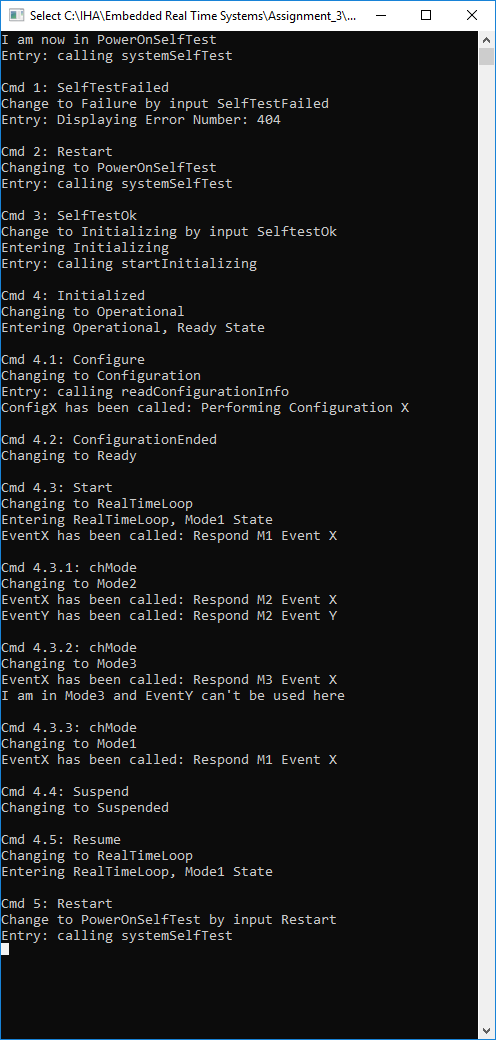 Select C:\IHA\Embedded Real Time Systems\Assignment_3\...
I am now in PowerOnSelfTest
Entry: calling systemSelfTest
Cmd 1: SelfTestFailed
Change to Failure by input SelfTestFailed
Entry: Displaying Error Number: 404
Cmd 2: Restart
Changing to PowerOnSelfTest
Entry: calling systemSelfTest
Cmd 3: SelfTestOk
Change to Initializing by input SelftestOk
Entering Initializing
Entry: calling startInitializing
Cmd 4: Initialized
Changing to Operational
Entering Operational, Ready State
Cmd 4.1: Configure
Changing to Configuration
Entry: calling readConfigurationInfo
ConfigX has been called: Performing Configuration X
Cmd 4.2: ConfigurationEnded
Changing to Ready
Cmd 4.3: Start
Changing to RealTimeLoop
Entering RealTimeLoop, Mode1 State
EventX has been called: Respond M1 Event X
Cmd 4.3.1: chMode
Changing to Mode2
EventX has been called: Respond M2 Event X
EventY has been called: Respond M2 Event Y
Cmd 4.3.2: chMode
Changing to Mode3
EventX has been called: Respond M3 Event X
I am in Mode3 and EventY can't be used here
Cmd 4.3.3: chMode
Changing to Mode1
EventX has been called: Respond M1 Event X
Cmd 4.4: Suspend
Changing to Suspended
Cmd 4.5: Resume
Changing to RealTimeLoop
Entering RealTimeLoop, Mode1 State
Cmd 5: Restart
Change to PowerOnSelfTest by input Restart
Entry: calling systemSelfTest